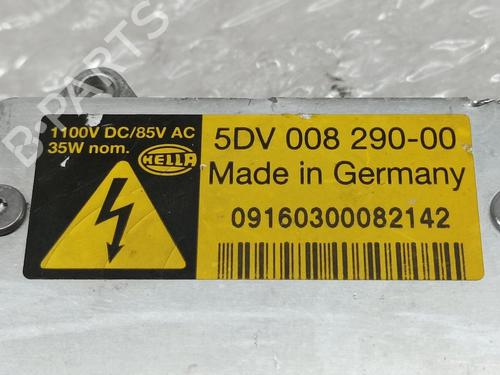 1100V DC/85V AC
35W nom.
HELLA
5DV 008 290-00
Made in Germany
09160300082142
B-PARTS